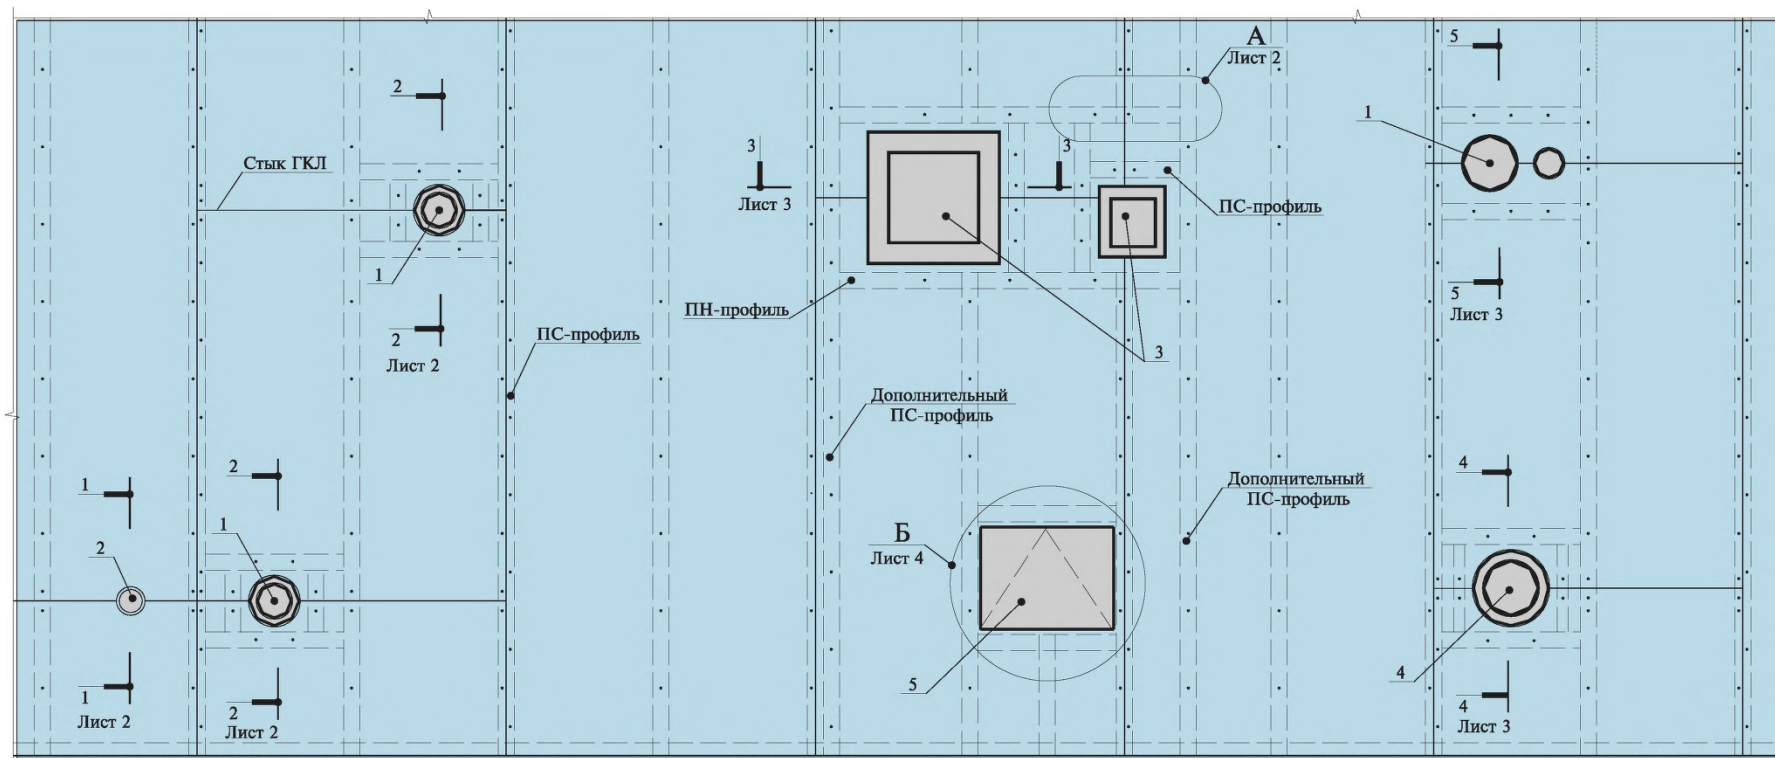 А
Лист 2
5
2
1
3
3
Стык ГКЛ
Лист 3
ПС-профиль
1
5
ПН-профиль
Лист 3
2
ПС-профиль
3
Лист 2
Дополнительный
ПС-профиль
2
4
1
Дополнительный
ПС-профиль
1
Б
2
Лист 4
5
4
1
2
4
Лист 2
Лист 2
Лист 3